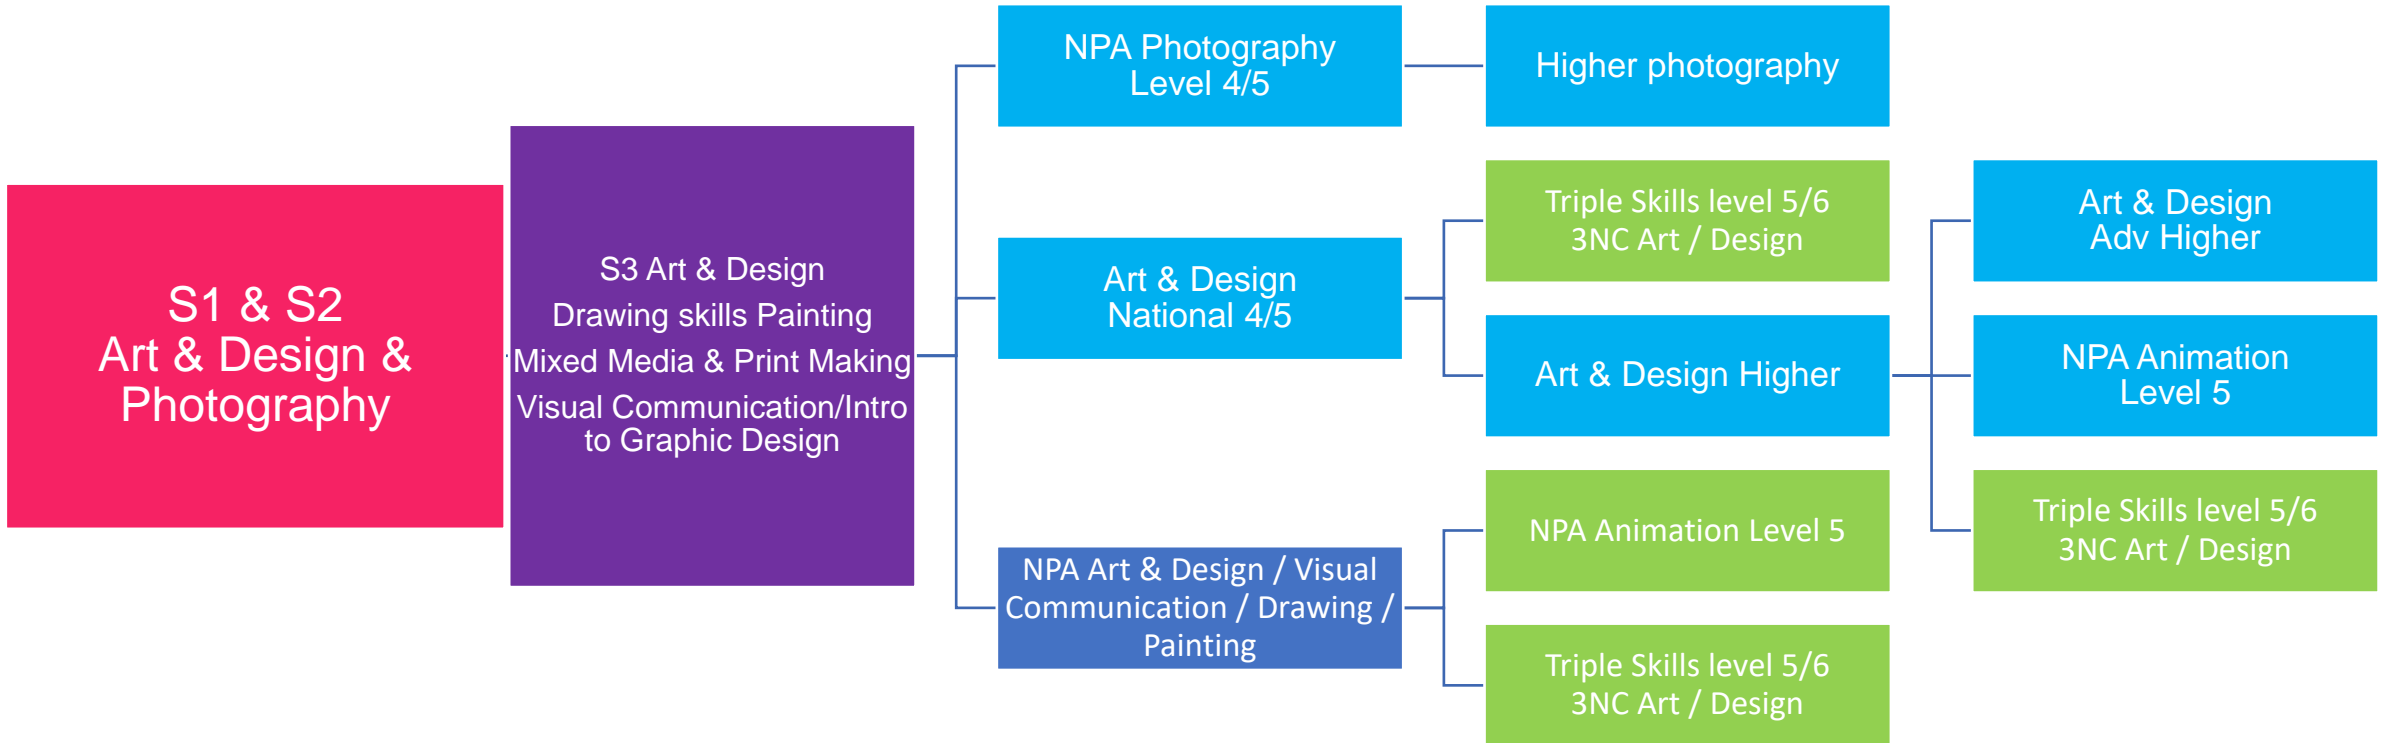 S1 & S2
Art & Design &
Photography
S3 Art & Design
Drawing skills Painting
Mixed Media & Print Making
Visual Communication/Intro
to Graphic Design
NPA Photography
Level 4/5
Higher photography
Art & Design
National 4/5
Triple Skills level 5/6
3NC Art / Design
Art & Design Higher
Art & Design
Adv Higher
NPA Animation
Level 5
Triple Skills level 5/6
3NC Art / Design
NPA Art & Design / Visual
Communication / Drawing /
Painting
NPA Animation Level 5
Triple Skills level 5/6
3NC Art / Design